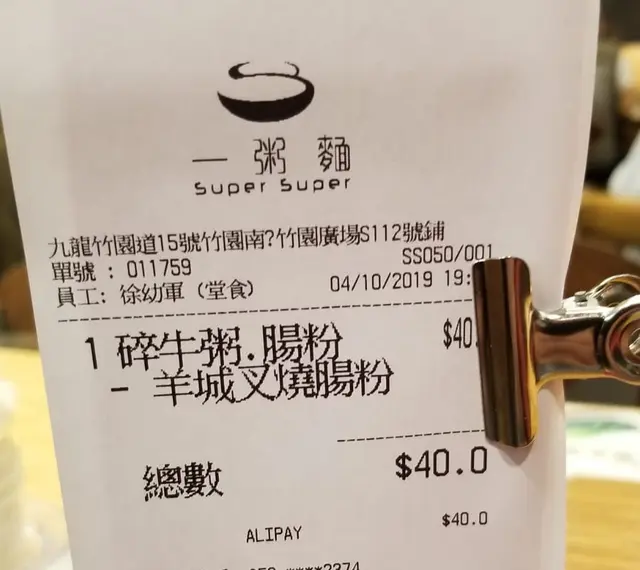 一 粥 麵
Super Super
九龍竹園道15號竹園南?竹園廣場S112號鋪
單號 : 011759 SS050/001
員工: 徐幼軍 (堂食) 04/10/2019 19:
1 碎牛粥.腸粉 $40.
- 羊城叉燒腸粉
總數 $40.0
ALIPAY $40.0